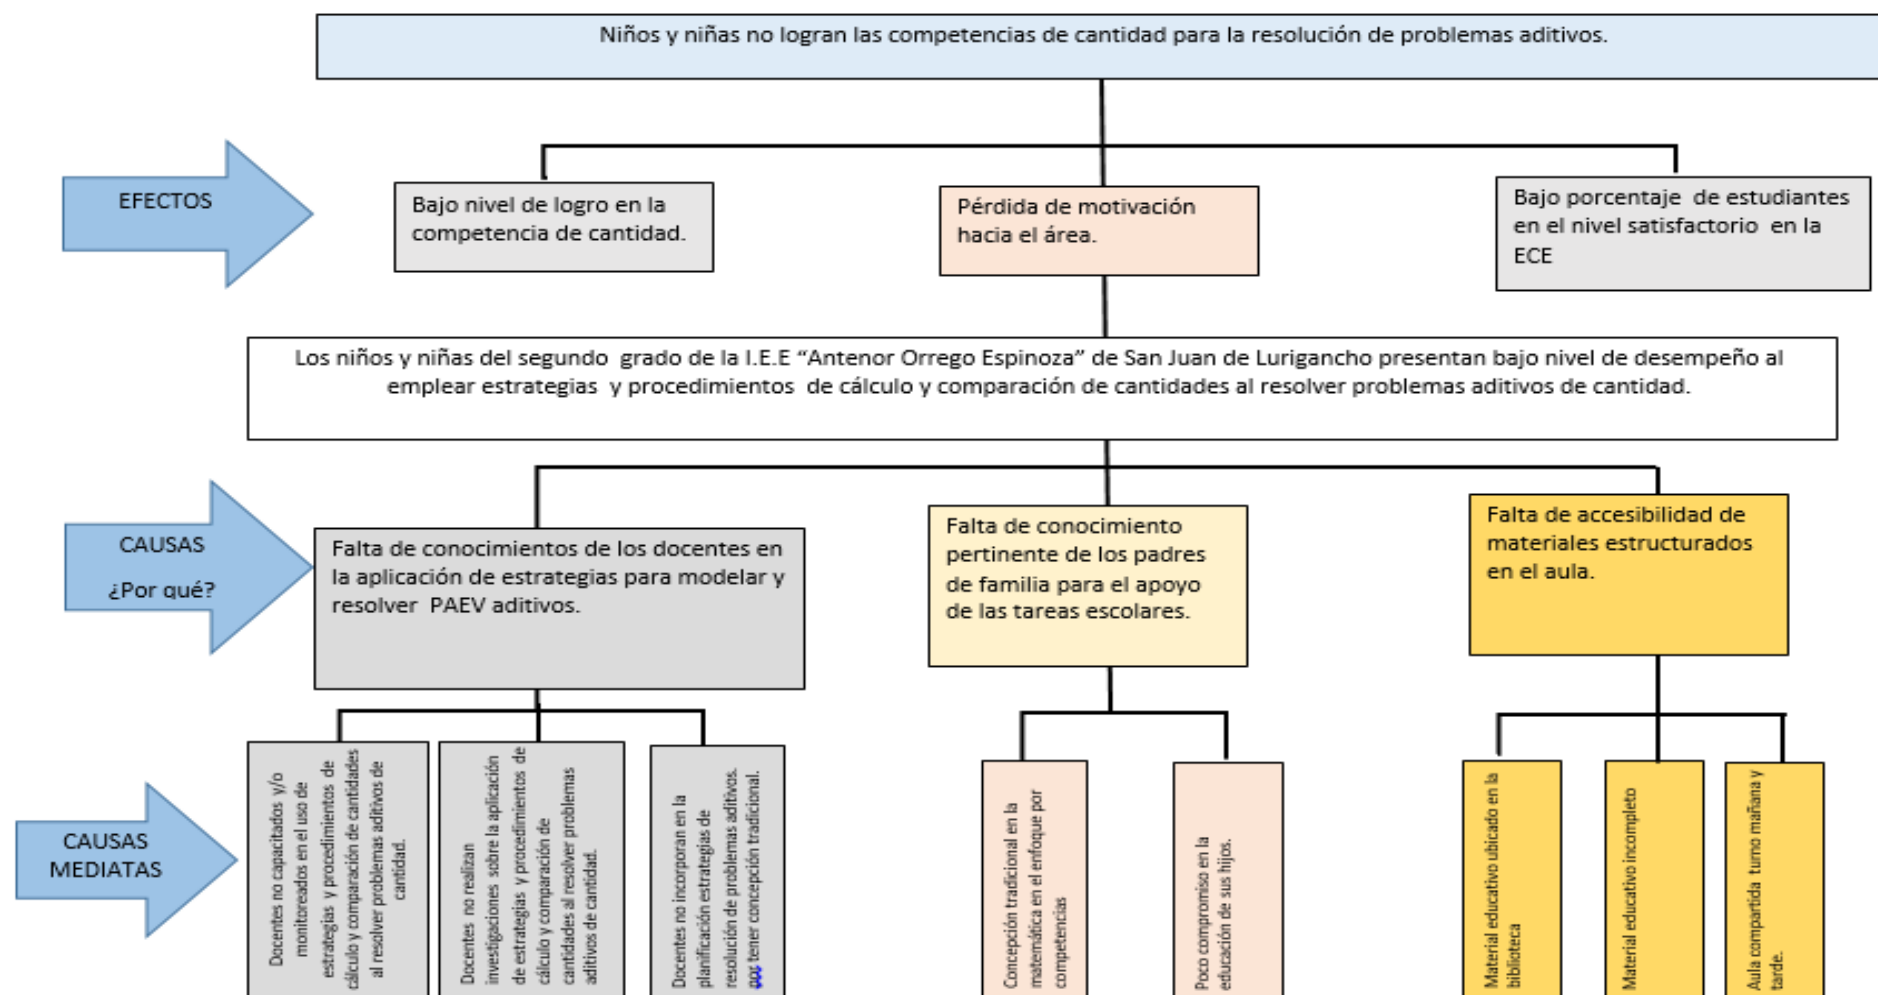 Niños y niñas no logran las competencias de cantidad para la resolución de problemas aditivos.
EFECTOS
Bajo nivel de logro en la
competencia de cantidad.
Pérdida de motivación
hacia el área.
Bajo porcentaje de estudiantes
en el nivel satisfactorio en la
ECE
Los niños y niñas del segundo grado de la I.E.E “Antenor Orrego Espinoza” de San Juan de Lurigancho presentan bajo nivel de desempeño al
emplear estrategias y procedimientos de cálculo y comparación de cantidades al resolver problemas aditivos de cantidad.
CAUSAS
¿Por qué?
Falta de conocimientos de los docentes en
la aplicación de estrategias para modelar y
resolver PAEV aditivos.
Falta de conocimiento
pertinente de los padres
de familia para el apoyo
de las tareas escolares.
Falta de accesibilidad de
materiales estructurados
en el aula.
CAUSAS
MEDIATAS
Docentes no capacitados y/o
monitoreados en el uso de
estrategias y procedimientos de
cálculo y comparación de cantidades
al resolver problemas aditivos de
cantidad.
Docentes no realizan
investigaciones sobre la aplicación
de estrategias y procedimientos de
cálculo y comparación de
cantidades al resolver problemas
aditivos de cantidad.
Docentes no incorporan en la
planificación estrategias de
resolución de problemas aditivos.
pos tener concepción tradicional.
Concepción tradicional en la
matemática en el enfoque por
competencias
Poco compromiso en la
educación de sus hijos.
Material educativo ubicado en la
biblioteca
Material educativo incompleto
Aula compartida turno mañana y
tarde.